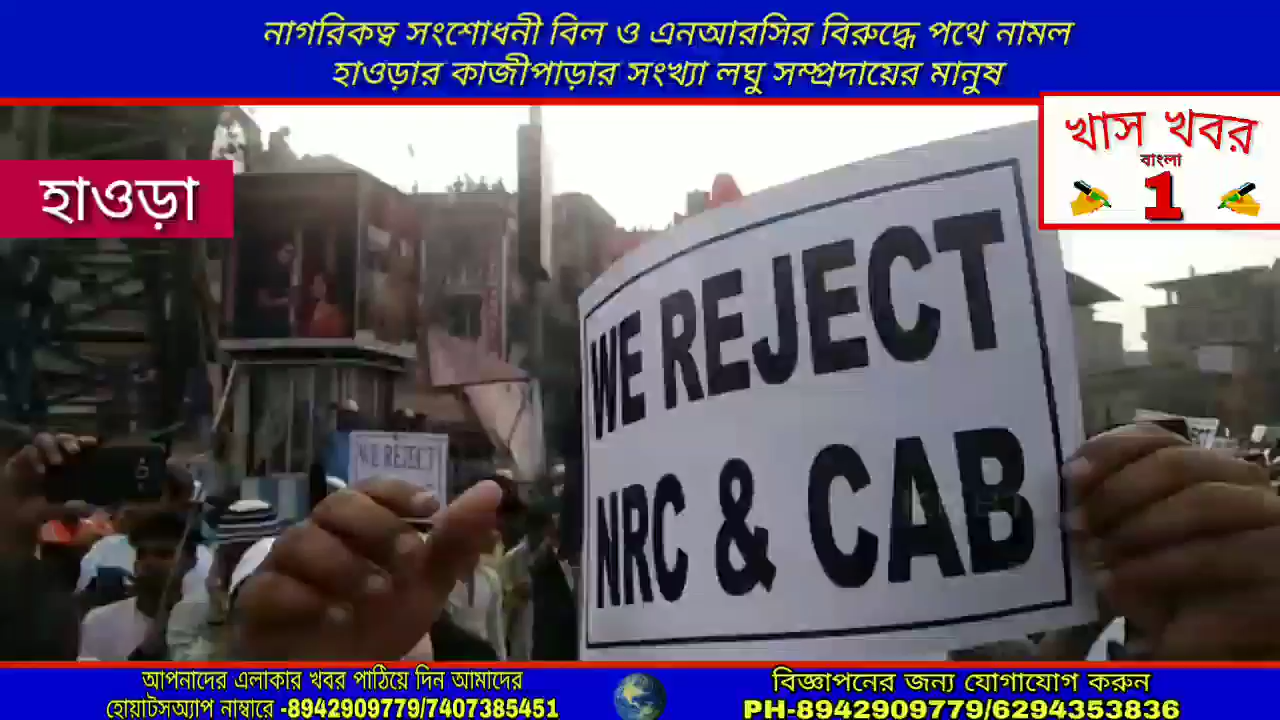 নাগরিকত্ব সংশোধনী বিল ও এনআরসির বিরুদ্ধে পথে নামল
হাওড়ার কাজীপাড়ার সংখ্যা লঘু সম্প্রদায়ের মানুষ
খাস খবর
বাংলা
1
হাওড়া
WE REJECT
NRC & CAB
WE REJECT
আপনাদের এলাকার খবর পাঠিয়ে দিন আমাদের
হোয়াটসঅ্যাপ নাম্বারে -8942909779/7407385451
বিজ্ঞাপনের জন্য যোগাযোগ করুন
PH-8942909779/6294353836